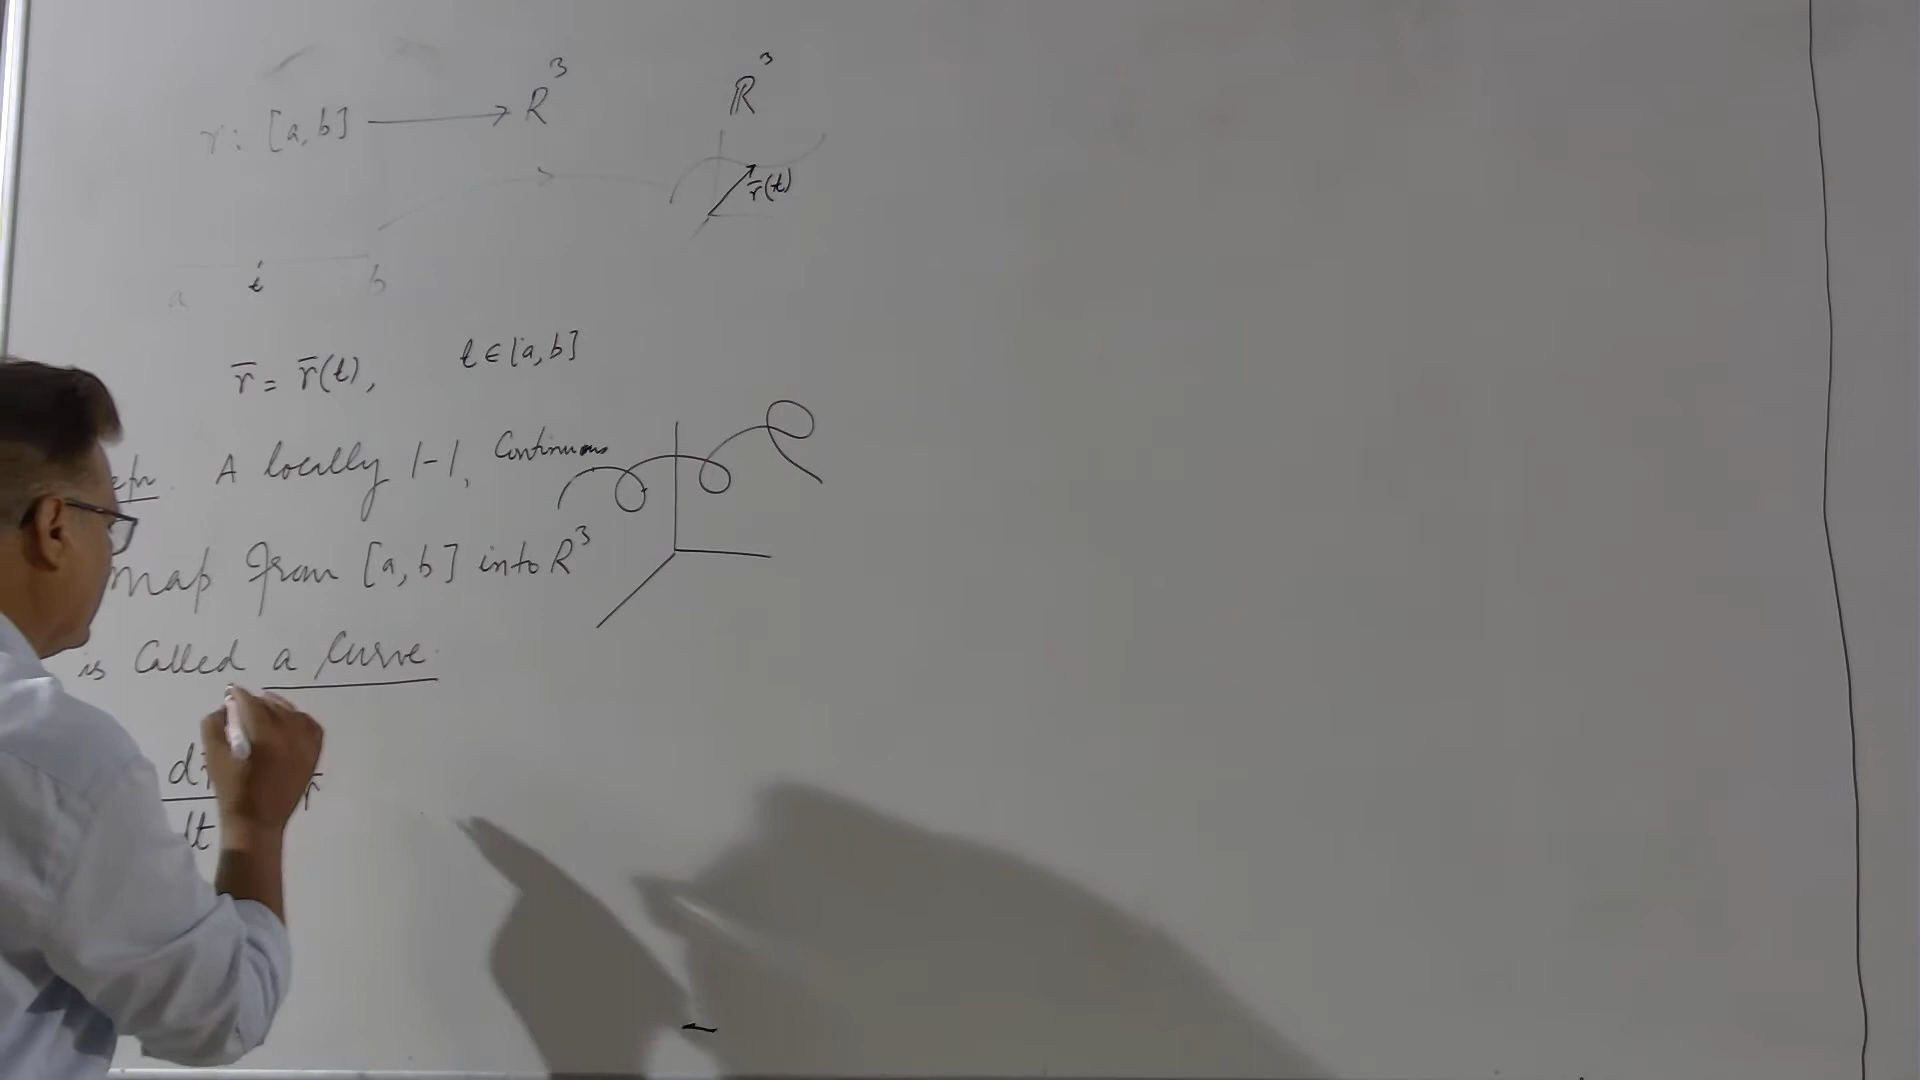 r: [a, b] → R³
ℝ³
r̄(t)
a t b
r̄ = r̄(t), t ∈ [a, b]
A locally 1-1, Continuous
map from [a, b] into R³
is Called a Curve.